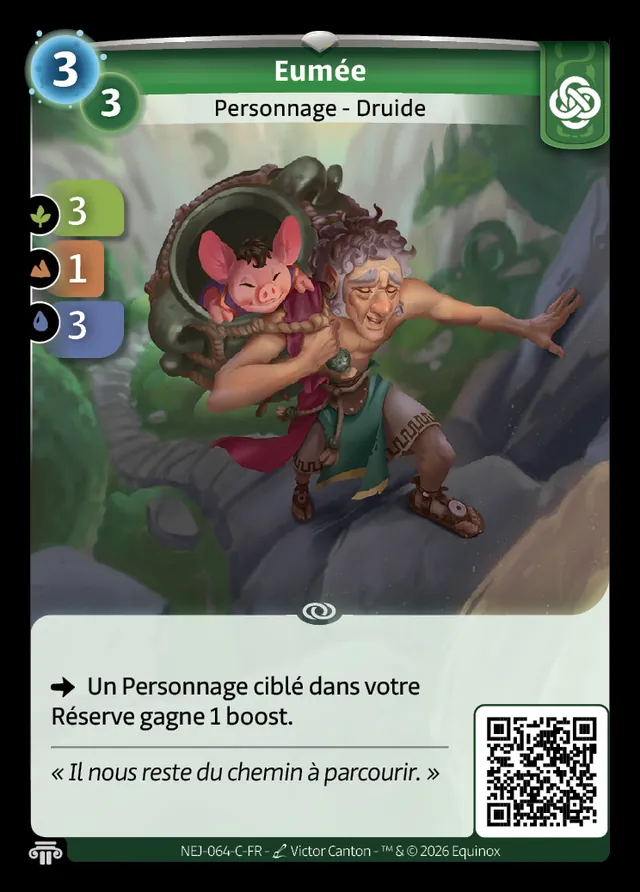 3
Eumée
3
Personnage - Druide
3
1
3
➔ Un Personnage ciblé dans votre
Réserve gagne 1 boost.
« Il nous reste du chemin à parcourir. »
NEJ-064-C-FR - Victor Canton - ™ & © 2026 Equinox